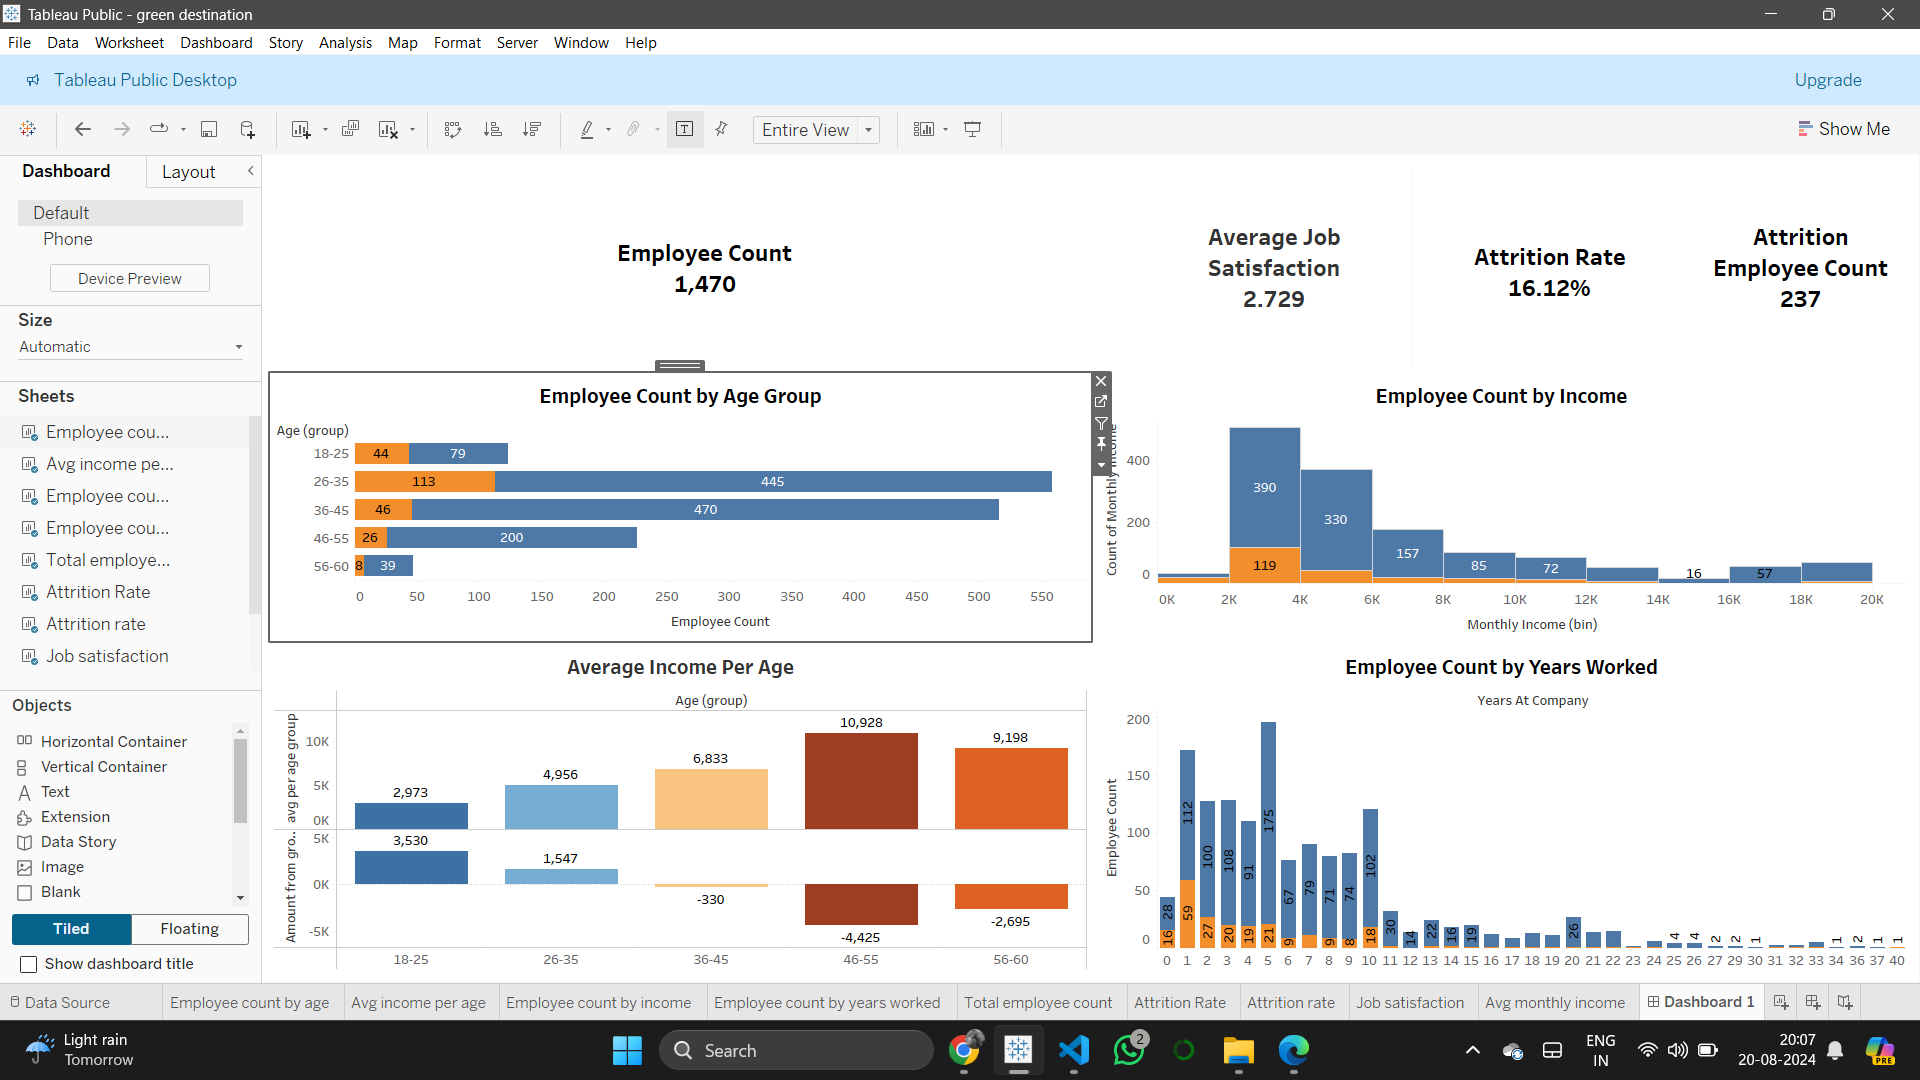 Tableau Public - green destination
File Data Worksheet Dashboard Story Analysis Map Format Server Window Help
Tableau Public Desktop
Upgrade
Entire View
Show Me
Dashboard Layout
Default
Phone
Device Preview
Size
Automatic
Sheets
Employee cou...
Avg income pe...
Employee cou...
Employee cou...
Total employe...
Attrition Rate
Attrition rate
Job satisfaction
Objects
Horizontal Container
Vertical Container
Text
Extension
Data Story
Image
Blank
Tiled Floating
Show dashboard title
Employee Count
1,470
Average Job
Satisfaction
2.729
Attrition Rate
16.12%
Attrition
Employee Count
237
Employee Count by Age Group
Age (group)
18-25 44 79
26-35 113 445
36-45 46 470
46-55 26 200
56-60 8 39
0 50 100 150 200 250 300 350 400 450 500 550
Employee Count
Employee Count by Income
Count of Monthly Income
400
200
0
390
119
330
157
85
72
16
57
0K 2K 4K 6K 8K 10K 12K 14K 16K 18K 20K
Monthly Income (bin)
Average Income Per Age
Age (group)
avg per age group
10K
5K
0K
2,973
4,956
6,833
10,928
9,198
Amount from gro..
5K
0K
-5K
3,530
1,547
-330
-4,425
-2,695
18-25 26-35 36-45 46-55 56-60
Employee Count by Years Worked
Years At Company
Employee Count
200
150
100
50
0
28 112 100 108 91 175 67 79 71 74 102 30 14 22 16 19 26 4 4 2 2 1 1 2 1 1
16 59 27 20 19 21 9 9 8 18
0 1 2 3 4 5 6 7 8 9 10 11 12 13 14 15 16 17 18 19 20 21 22 23 24 25 26 27 29 30 31 32 33 34 36 37 40
Data Source Employee count by age Avg income per age Employee count by income Employee count by years worked Total employee count Attrition Rate Attrition rate Job satisfaction Avg monthly income Dashboard 1
Light rain
Tomorrow
Search
2
ENG
IN
20:07
20-08-2024
PRE